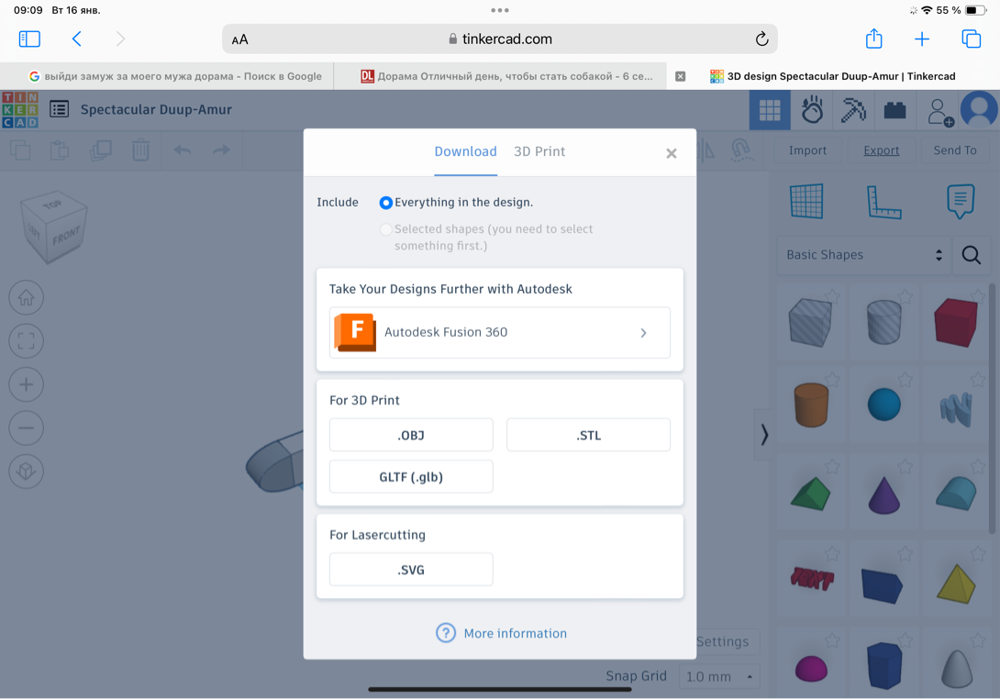 09:09 Вт 16 янв.
55 %
AA
tinkercad.com
выйди замуж за моего мужа дорама - Поиск в Google
DL
Дорама Отличный день, чтобы стать собакой - 6 се...
3D design Spectacular Duup-Amur | Tinkercad
TIN
KER
CAD
Spectacular Duup-Amur
Import
Export
Send To
Download
3D Print
Include
Everything in the design.
Selected shapes (you need to select
something first.)
TOP
FRONT
Basic Shapes
Take Your Designs Further with Autodesk
F
Autodesk Fusion 360
For 3D Print
.OBJ
.STL
GLTF (.glb)
For Lasercutting
.SVG
TEXT
? More information
Settings
Snap Grid 1.0 mm